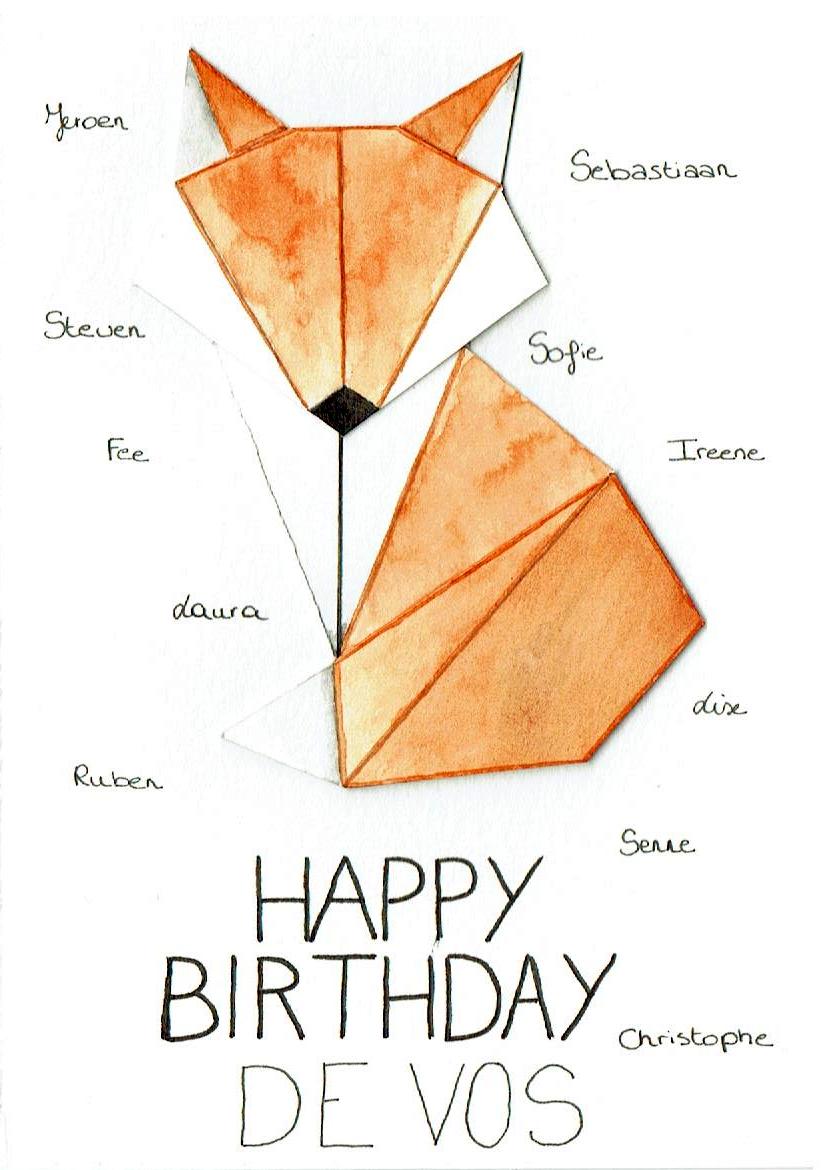 Jeroen
Sebastiaan
Steven
Sofie
Fee
Ireene
Laura
Lise
Ruben
Senne
HAPPY
BIRTHDAY
Christophe
DE VOS